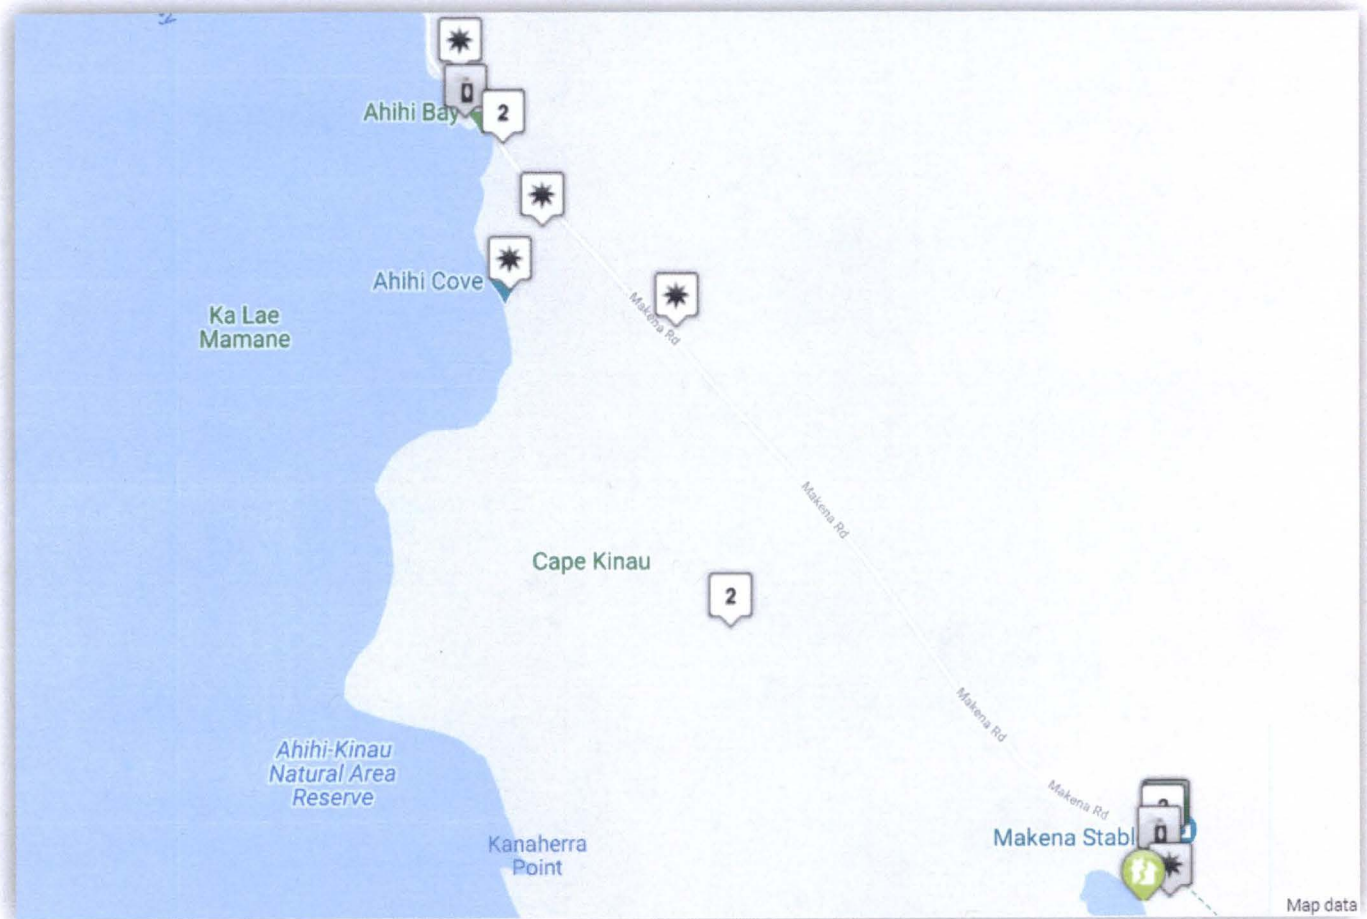 Ahihi Bay
2
Ahihi Cove
Ka Lae
Mamane
Makena Rd
Makena Rd
Cape Kinau
2
Makena Rd
Ahihi-Kinau
Natural Area
Reserve
Makena Rd
Makena Stabl
Kanaherra
Point
Map data